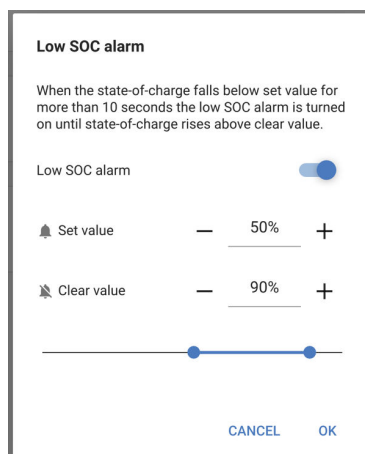 Low SOC alarm
When the state-of-charge falls below set value for
more than 10 seconds the low SOC alarm is turned
on until state-of-charge rises above clear value.
Low SOC alarm
Set value — 50% +
Clear value — 90% +
CANCEL OK